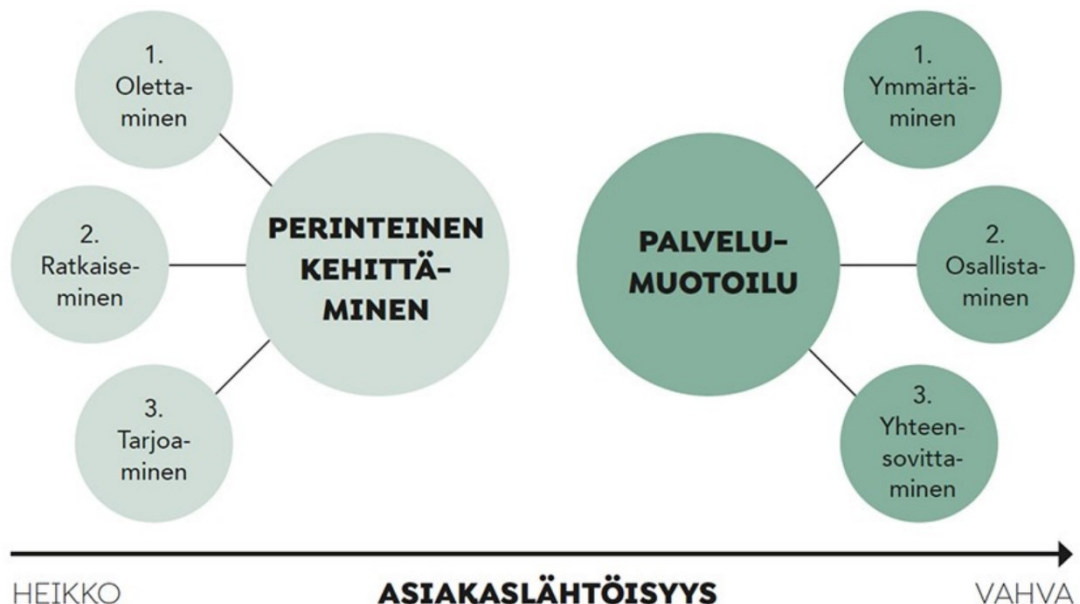 1.
Oletta-
minen
2.
Ratkaise-
minen
3.
Tarjoa-
minen
PERINTEINEN
KEHITTÄ-
MINEN
PALVELU-
MUOTOILU
1.
Ymmärtä-
minen
2.
Osallista-
minen
3.
Yhteen-
sovitta-
minen
HEIKKO
ASIAKASLÄHTÖISYYS
VAHVA